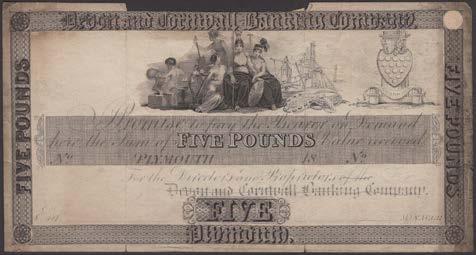 Devon and Cornwall Banking Company.
FIVE POUNDS
FIVE POUNDS
Promise to pay the Bearer on Demand
here the Sum of FIVE POUNDS Value received
No PLYMOUTH 18 No
For the Directors and Proprietors of the
Devon and Cornwall Banking Company.
FIVE
MANAGER
Plymouth.